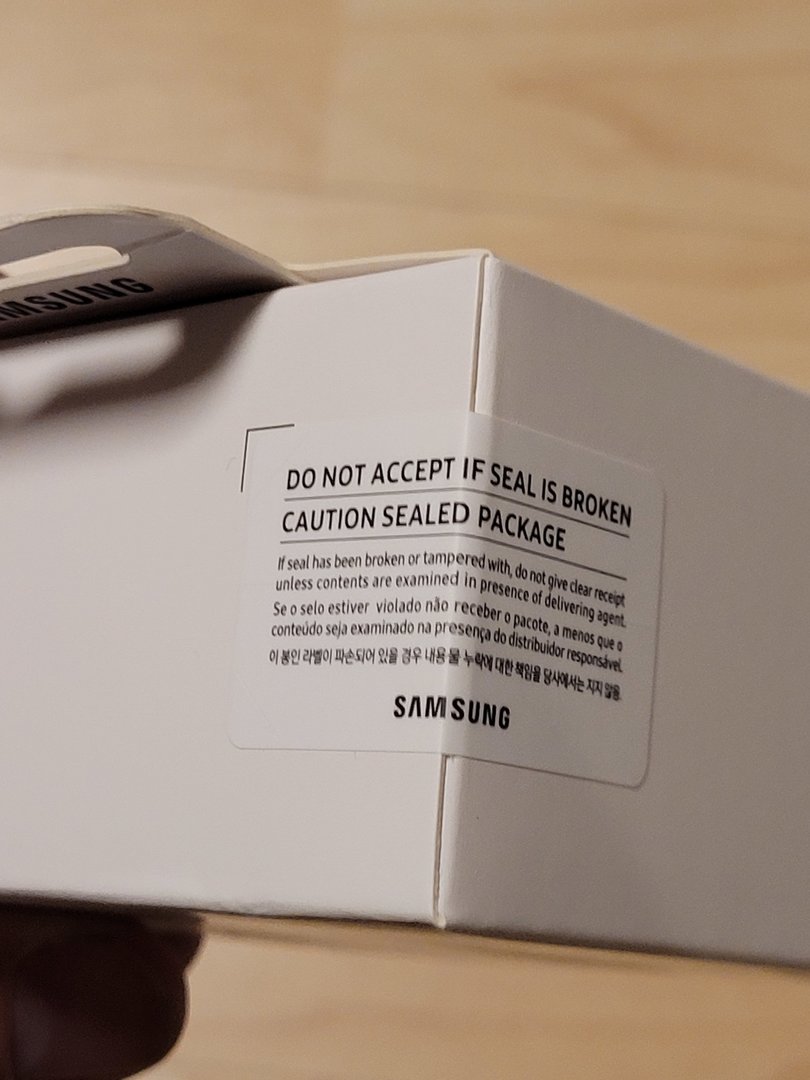 AMSUNG
DO NOT ACCEPT IF SEAL IS BROKEN
CAUTION SEALED PACKAGE
If seal has been broken or tampered with, do not give clear receipt
unless contents are examined in presence of delivering agent.
Se o selo estiver violado não receber o pacote, a menos que o
conteúdo seja examinado na presença do distribuidor responsável.
이 봉인 라벨이 파손되어 있을 경우 내용물 누락에 대한 책임을 당사에서는 지지 않음.
SAMSUNG